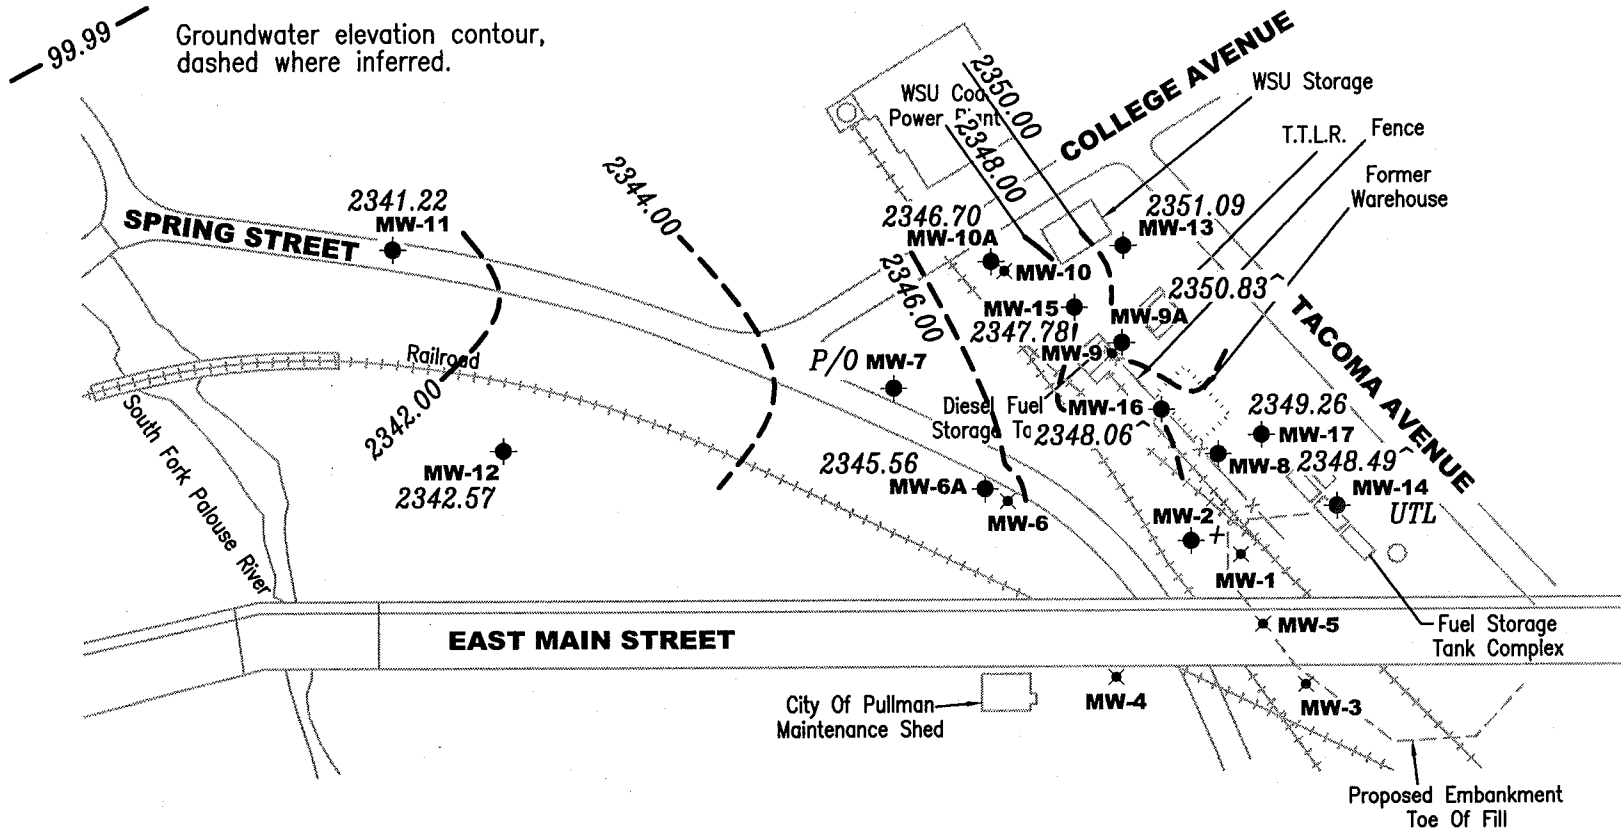 99.99
Groundwater elevation contour,
dashed where inferred.
COLLEGE AVENUE
WSU Storage
2350.00
WSU Coal
Power Plant
2348.00
T.T.L.R.
Fence
Former
Warehouse
2344.00
2341.22
MW-11
SPRING STREET
2346.70
MW-10A
MW-10
2351.09
MW-13
2350.83^
2346.00
MW-15
2347.78
MW-9A
MW-9
TACOMA AVENUE
Railroad
P/O MW-7
2342.00
South Fork Palouse River
Diesel Fuel
Storage Ta
MW-16
2348.06^
2349.26
MW-17
MW-8
2348.49^
MW-14
UTL
MW-12
2342.57
2345.56
MW-6A
MW-6
MW-2
+
MW-1
EAST MAIN STREET
MW-5
Fuel Storage
Tank Complex
MW-4
MW-3
City Of Pullman
Maintenance Shed
Proposed Embankment
Toe Of Fill